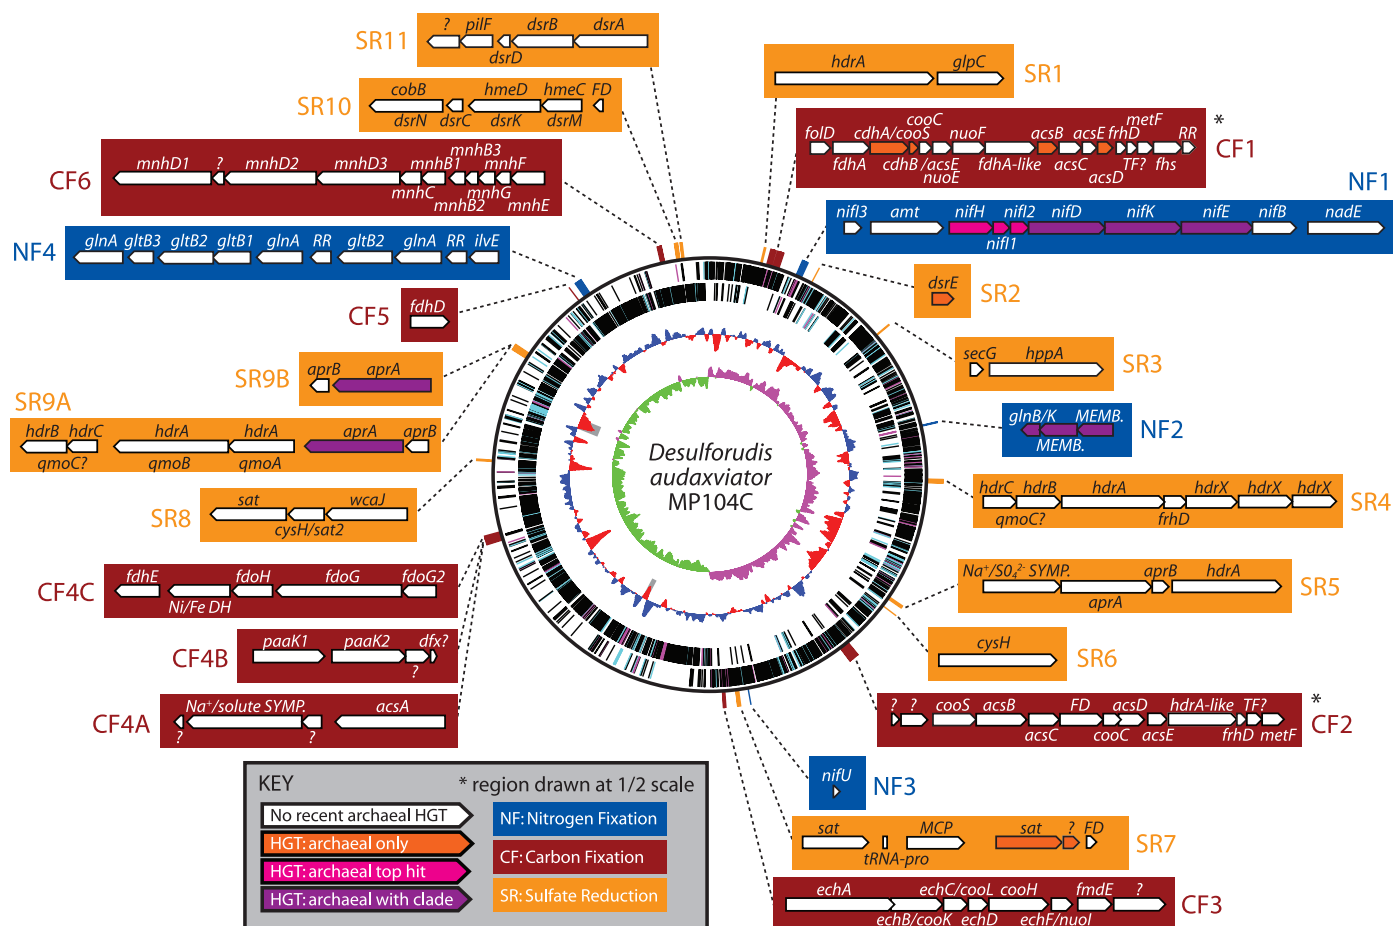 SR11
? pilF dsrB dsrA
dsrD
SR10
cobB hmeD hmeC FD
dsrN dsrC dsrK dsrM
CF6
mnhB3
mnhD1 ? mnhD2 mnhD3 mnhB1 mnhF
mnhC mnhG
mnhB2 mnhE
NF4
glnA gltB3 gltB2 gltB1 glnA RR gltB2 glnA RR ilvE
CF5
fdhD
SR9B
aprB aprA
SR9A
hdrB hdrC hdrA hdrA aprA aprB
qmoC? qmoB qmoA
SR8
sat wcaJ
cysH/sat2
CF4C
fdhE fdoH fdoG fdoG2
Ni/Fe DH
CF4B
paaK1 paaK2 dfx?
?
CF4A
Na+/solute SYMP. acsA
? ?
SR1
hdrA glpC
CF1
*
cooC metF
folD cdhA/cooS nuoF acsB acsE frhD RR
fdhA cdhB /acsE fdhA-like acsC TF? fhs
nuoE acsD
NF1
nifI3 amt nifH nifI2 nifD nifK nifE nifB nadE
nifI1
SR2
dsrE
SR3
secG hppA
NF2
glnB/K MEMB.
MEMB.
SR4
hdrC hdrB hdrA hdrX hdrX hdrX
qmoC? frhD
SR5
Na+/SO₄²⁻ SYMP. aprB hdrA
aprA
SR6
cysH
CF2
*
? ? cooS acsB FD acsD hdrA-like TF?
acsC cooC acsE frhD metF
NF3
nifU
SR7
sat MCP sat ? FD
tRNA-pro
CF3
echA echC/cooL cooH fmdE ?
echB/cooK echD echF/nuoI
Desulforudis
audaxviator
MP104C
KEY
* region drawn at 1/2 scale
No recent archaeal HGT
HGT: archaeal only
HGT: archaeal top hit
HGT: archaeal with clade
NF: Nitrogen Fixation
CF: Carbon Fixation
SR: Sulfate Reduction